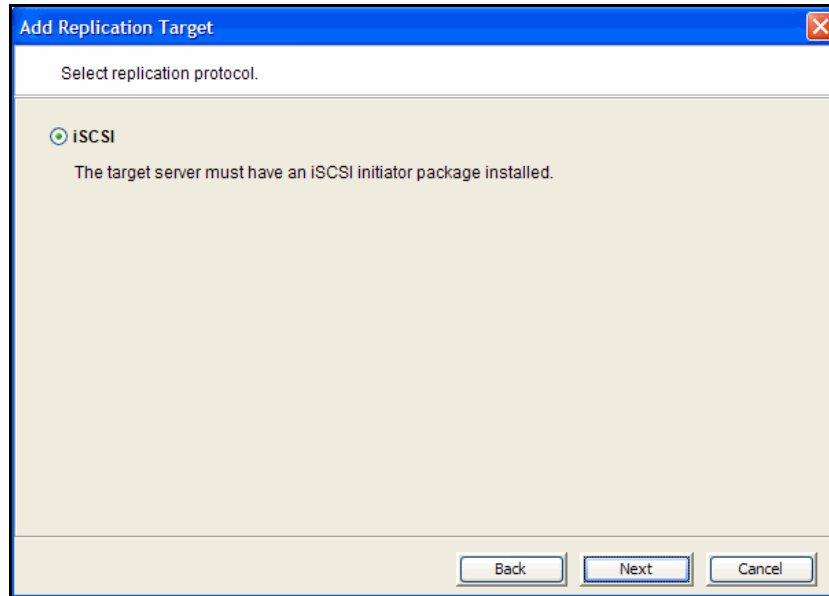 Add Replication Target
Select replication protocol.
iSCSI
The target server must have an iSCSI initiator package installed.
Back
Next
Cancel